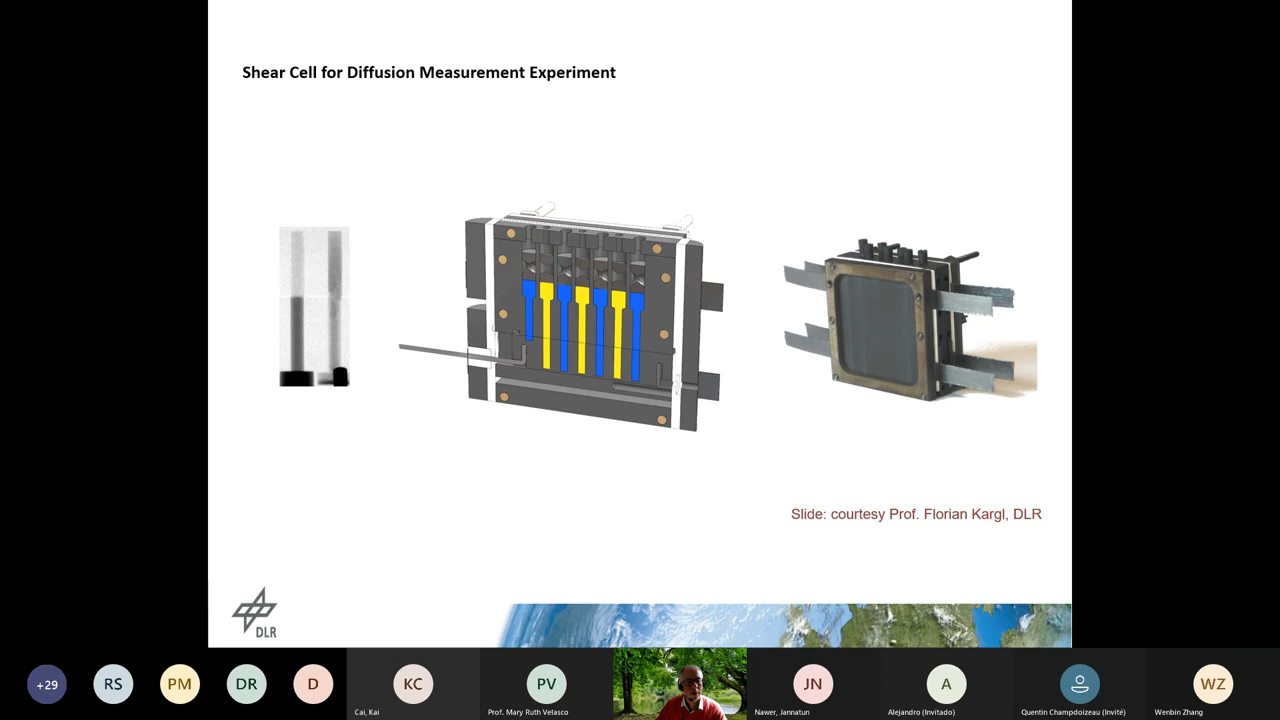 Shear Cell for Diffusion Measurement Experiment
Slide: courtesy Prof. Florian Kargl, DLR
DLR
+29
RS
PM
DR
D
KC
PV
JN
A
WZ
Cai, Kai
Prof. Mary Ruth Velasco
Nawer, Jannatun
Alejandro (Invitado)
Quentin Champdoizeau (Invité)
Wenbin Zhang